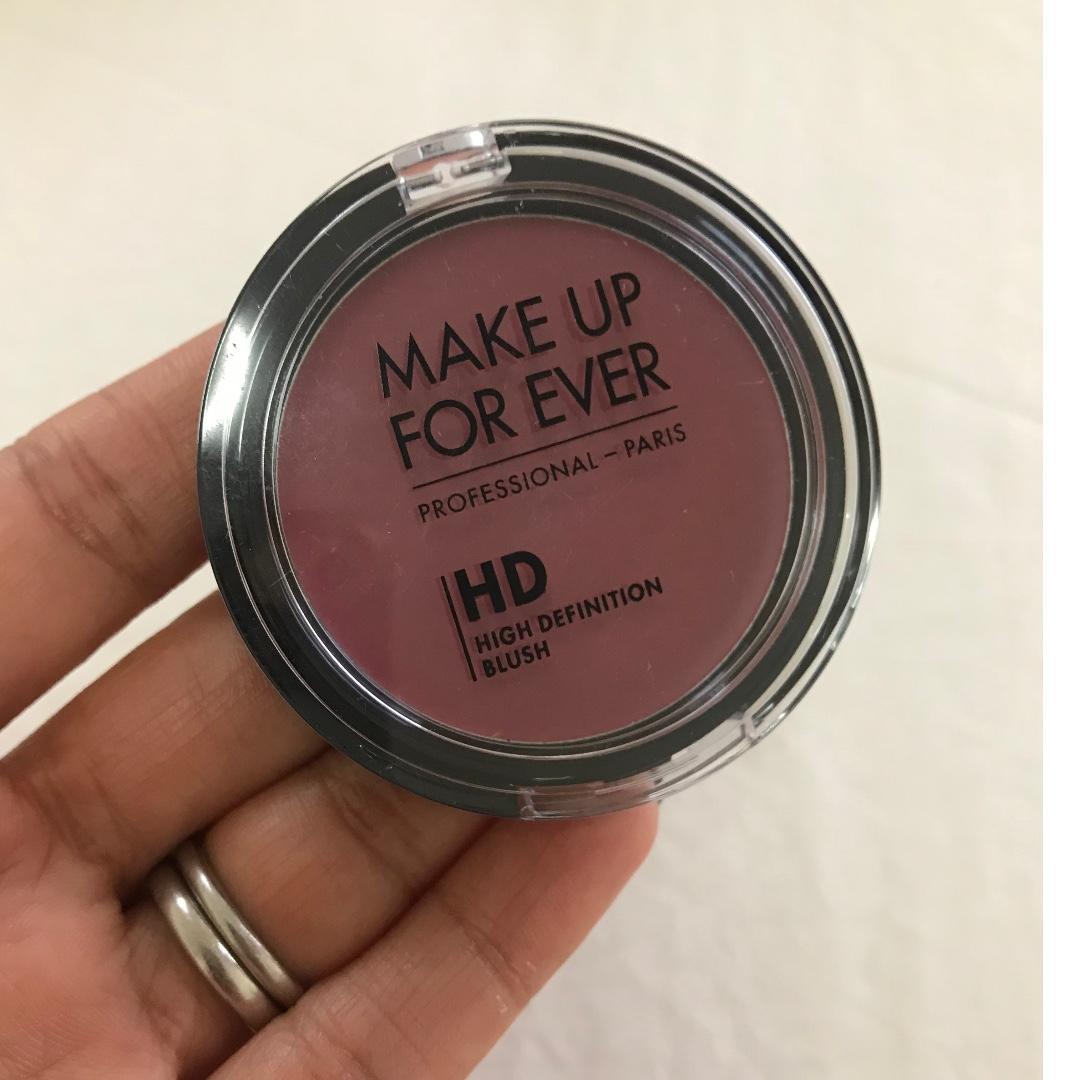 MAKE UP
FOR EVER
PROFESSIONAL – PARIS
HD
HIGH DEFINITION
BLUSH